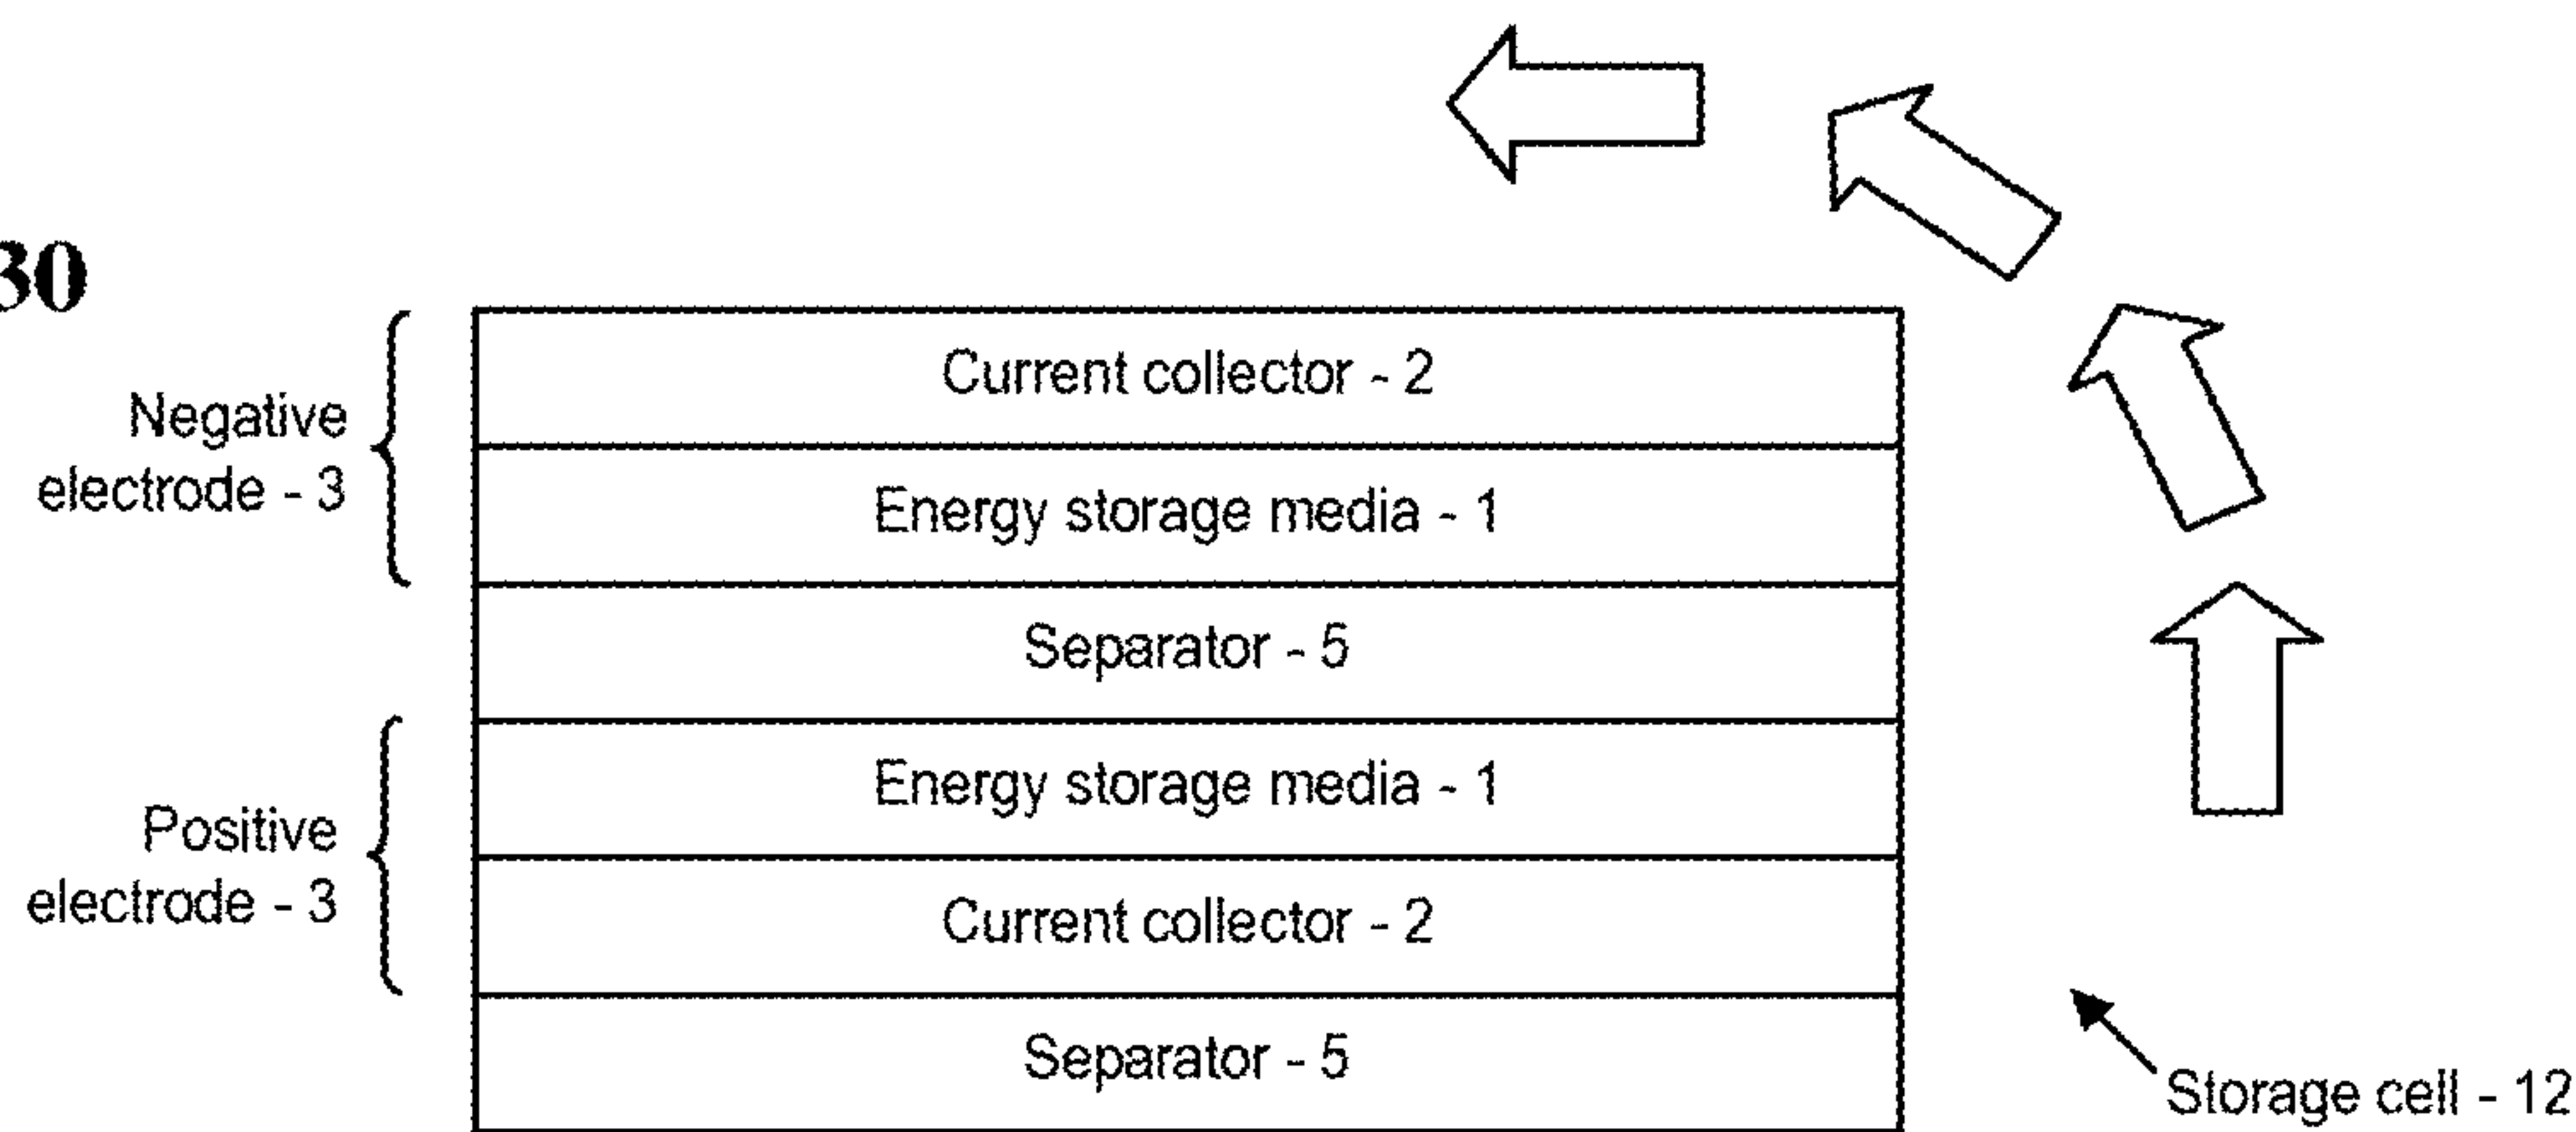 30
Current collector - 2
Negative
electrode - 3
Energy storage media - 1
Separator - 5
Energy storage media - 1
Positive
electrode - 3
Current collector - 2
Separator - 5
Storage cell - 12